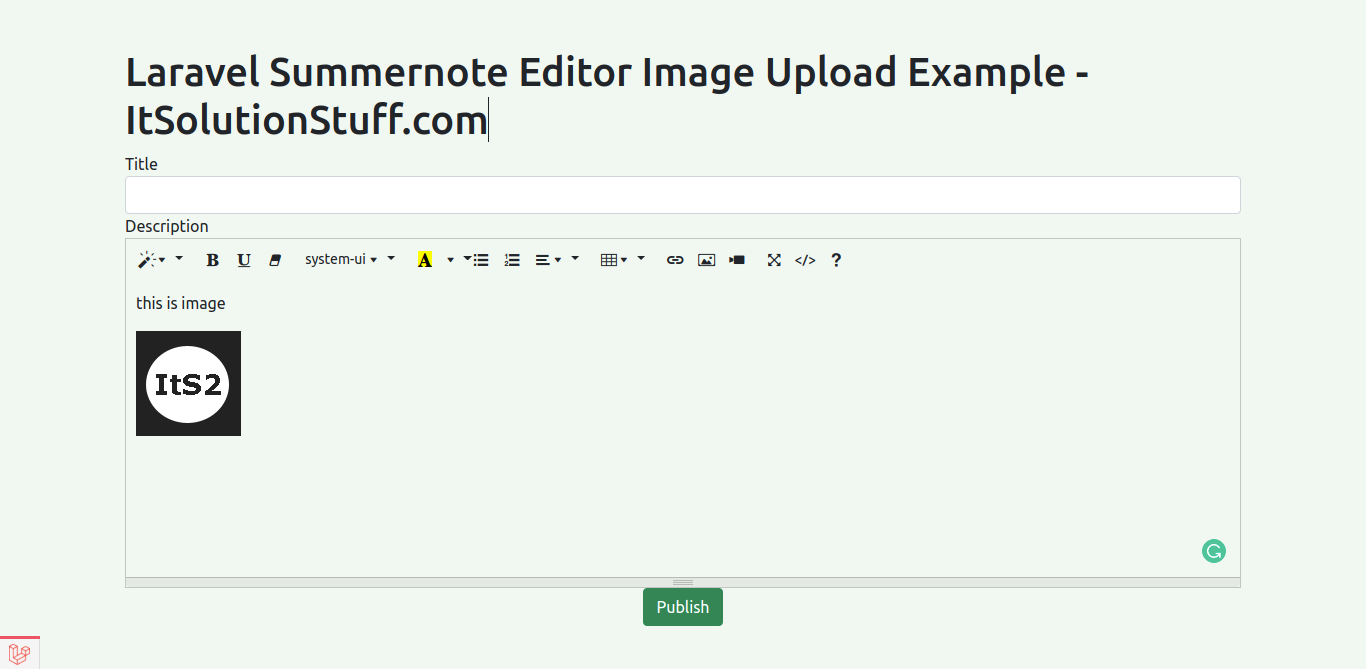 Laravel Summernote Editor Image Upload Example -
ItSolutionStuff.com
Title
Description
B U system-ui A </> ?
this is image
ItS2
Publish